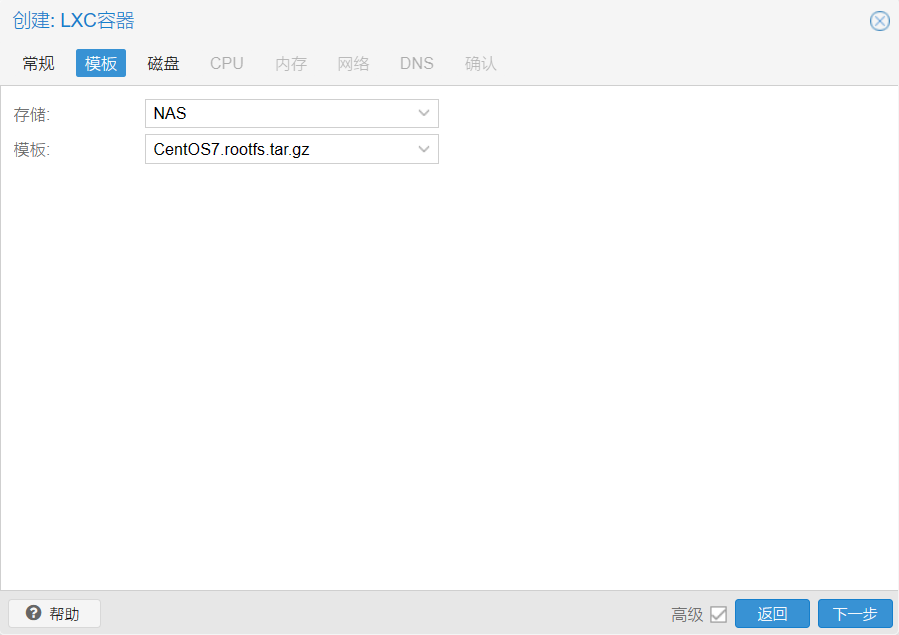 创建: LXC容器
常规 模板 磁盘 CPU 内存 网络 DNS 确认
存储: NAS
模板: CentOS7.rootfs.tar.gz
帮助 高级 返回 下一步